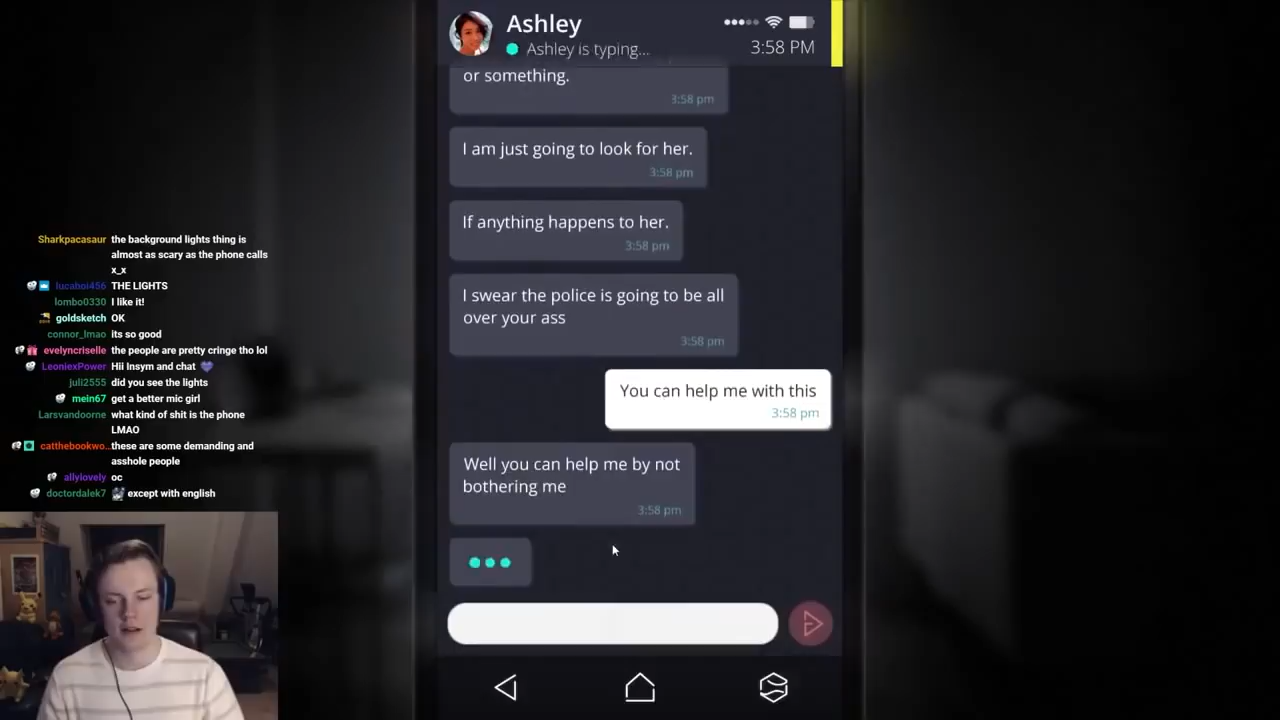 Ashley
Ashley is typing...
3:58 PM
or something.
3:58 pm
I am just going to look for her.
3:58 pm
If anything happens to her.
3:58 pm
I swear the police is going to be all
over your ass
3:58 pm
You can help me with this
3:58 pm
Well you can help me by not
bothering me
3:58 pm
Sharkpacasaur the background lights thing is
almost as scary as the phone calls
x_x
lucahoi456 THE LIGHTS
lombo0330 I like it!
goldsketch OK
connor_lmao its so good
evelyncriselle the people are pretty cringe tho lol
LeoniexPower Hii Insym and chat
juli2555 did you see the lights
mein67 get a better mic girl
Larsvandoorne what kind of shit is the phone
LMAO
catthebookwo... these are some demanding and
asshole people
allylovely oc
doctordalek7 except with english